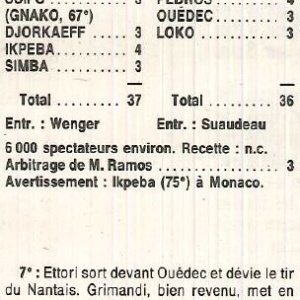 (GNAKO, 67°) OUÉDEC ........ 3
DJORKAEFF ... 3 LOKO ............ 3
IKPEBA ......... 4
SIMBA ........... 3
Total .......... 37 Total .......... 36
Entr. : Wenger Entr. : Suaudeau
6 000 spectateurs environ. Recette : n.c.
Arbitrage de M. Ramos ..................... 3
Avertissement : Ikpeba (75°) à Monaco.
7° : Ettori sort devant Ouédec et dévie le tir
du Nantais. Grimandi, bien revenu, met en